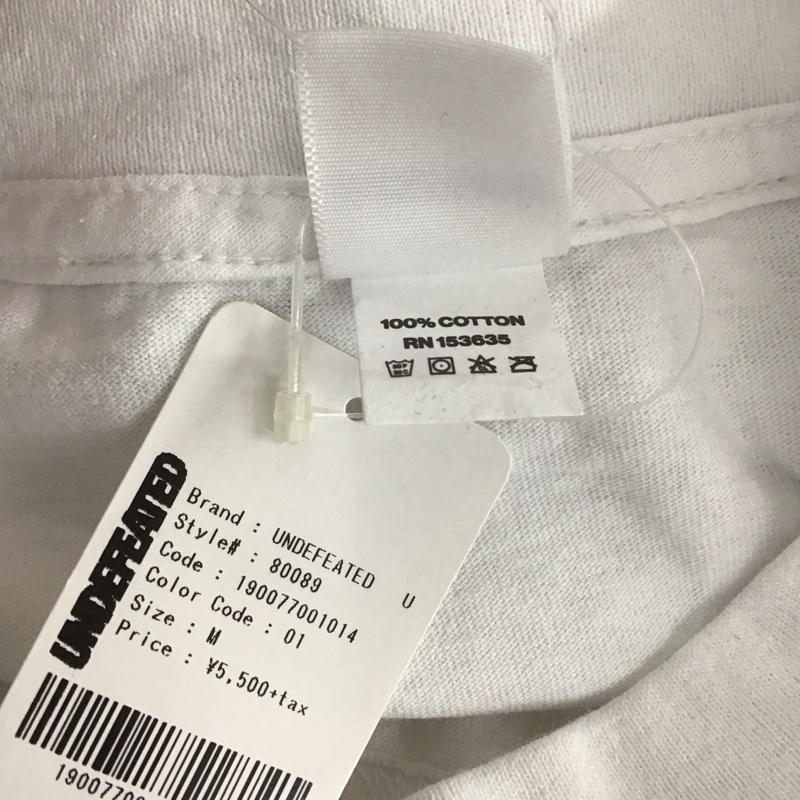 100% COTTON
RN 153635
UNDEFEATED
Brand : UNDEFEATED U
Style# : 80089
Code : 190077001014
Color Code : 01
Size : M
Price : ¥5,500+tax